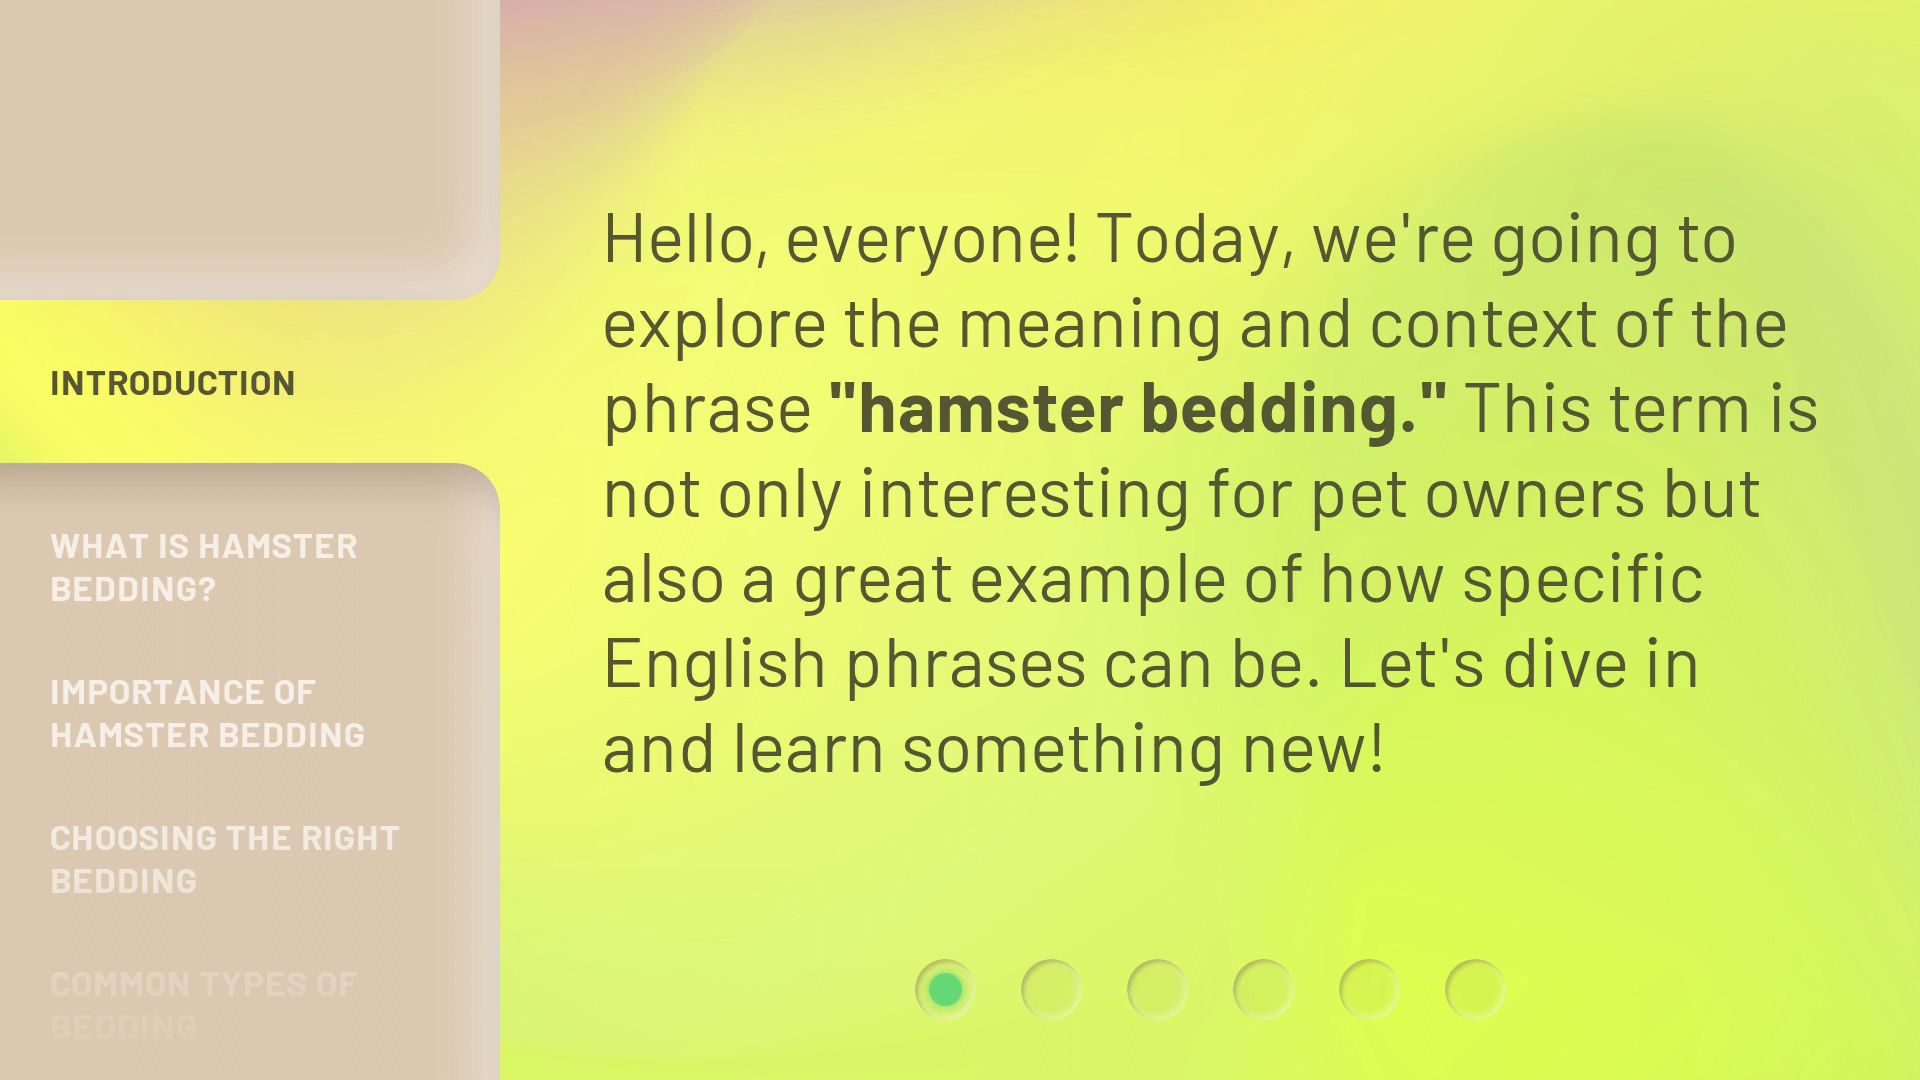 INTRODUCTION
WHAT IS HAMSTER
BEDDING?
IMPORTANCE OF
HAMSTER BEDDING
CHOOSING THE RIGHT
BEDDING
COMMON TYPES OF
BEDDING
Hello, everyone! Today, we're going to
explore the meaning and context of the
phrase "hamster bedding." This term is
not only interesting for pet owners but
also a great example of how specific
English phrases can be. Let's dive in
and learn something new!